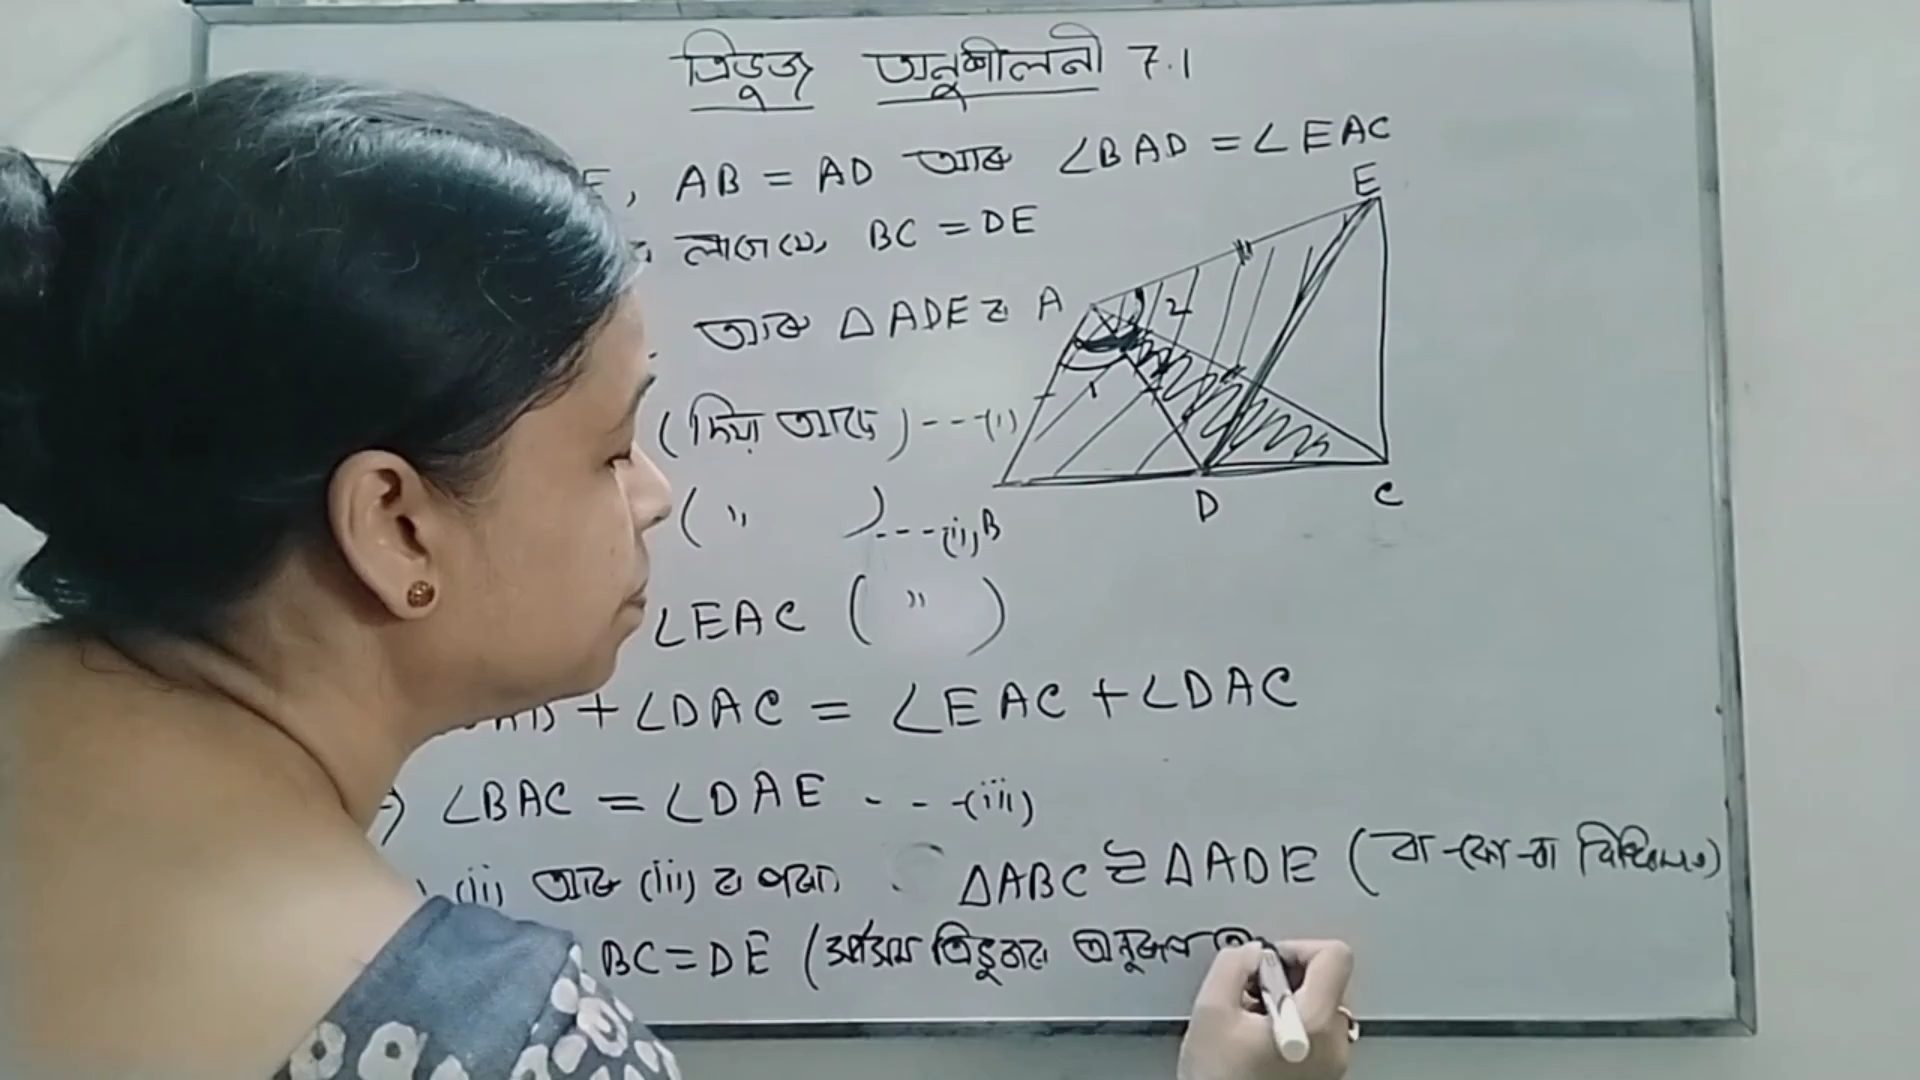 ত্ৰিভুজ অনুশীলনী 7.1
E, AB = AD আৰু ∠BAD = ∠EAC
লাগে যে, BC = DE
আৰু △ADE ৰ
(দিয়া আছে) ---(i)
( " ) ---(ii)
∠EAC ( " )
+ ∠DAC = ∠EAC + ∠DAC
⇒ ∠BAC = ∠DAE - - -(iii)
(ii) আৰু (iii) ৰ পৰা △ABC ≅ △ADE (বা-কো-বা
BC = DE (সৰ্বসম ত্ৰিভুজৰ অনুৰূপ
E
A
2
1
B
D
C